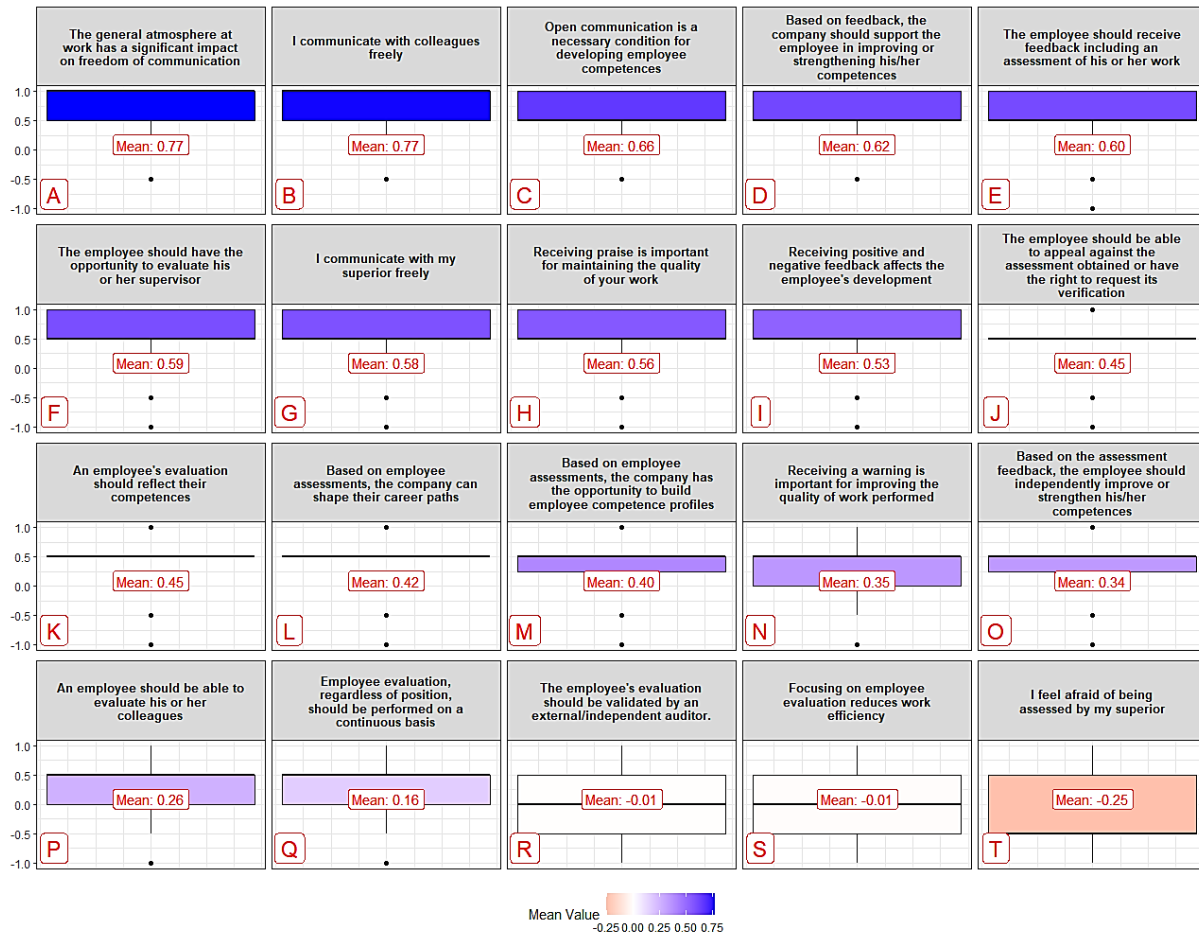 The general atmosphere at
work has a significant impact
on freedom of communication
I communicate with colleagues
freely
Open communication is a
necessary condition for
developing employee
competences
Based on feedback, the
company should support the
employee in improving or
strengthening his/her
competences
The employee should receive
feedback including an
assessment of his or her work
1.0
0.5
0.0
-0.5
-1.0
Mean: 0.77
Mean: 0.77
Mean: 0.66
Mean: 0.62
Mean: 0.60
A
B
C
D
E
The employee should have the
opportunity to evaluate his
or her supervisor
I communicate with my
superior freely
Receiving praise is important
for maintaining the quality
of your work
Receiving positive and
negative feedback affects the
employee's development
The employee should be able
to appeal against the
assessment obtained or have
the right to request its
verification
1.0
0.5
0.0
-0.5
-1.0
Mean: 0.59
Mean: 0.58
Mean: 0.56
Mean: 0.53
Mean: 0.45
F
G
H
I
J
An employee's evaluation
should reflect their
competences
Based on employee
assessments, the company can
shape their career paths
Based on employee
assessments, the company has
the opportunity to build
employee competence profiles
Receiving a warning is
important for improving the
quality of work performed
Based on the assessment
feedback, the employee should
independently improve or
strengthen his/her
competences
1.0
0.5
0.0
-0.5
-1.0
Mean: 0.45
Mean: 0.42
Mean: 0.40
Mean: 0.35
Mean: 0.34
K
L
M
N
O
An employee should be able to
evaluate his or her
colleagues
Employee evaluation,
regardless of position,
should be performed on a
continuous basis
The employee's evaluation
should be validated by an
external/independent auditor.
Focusing on employee
evaluation reduces work
efficiency
I feel afraid of being
assessed by my superior
1.0
0.5
0.0
-0.5
-1.0
Mean: 0.26
Mean: 0.16
Mean: -0.01
Mean: -0.01
Mean: -0.25
P
Q
R
S
T
Mean Value
-0.25 0.00 0.25 0.50 0.75